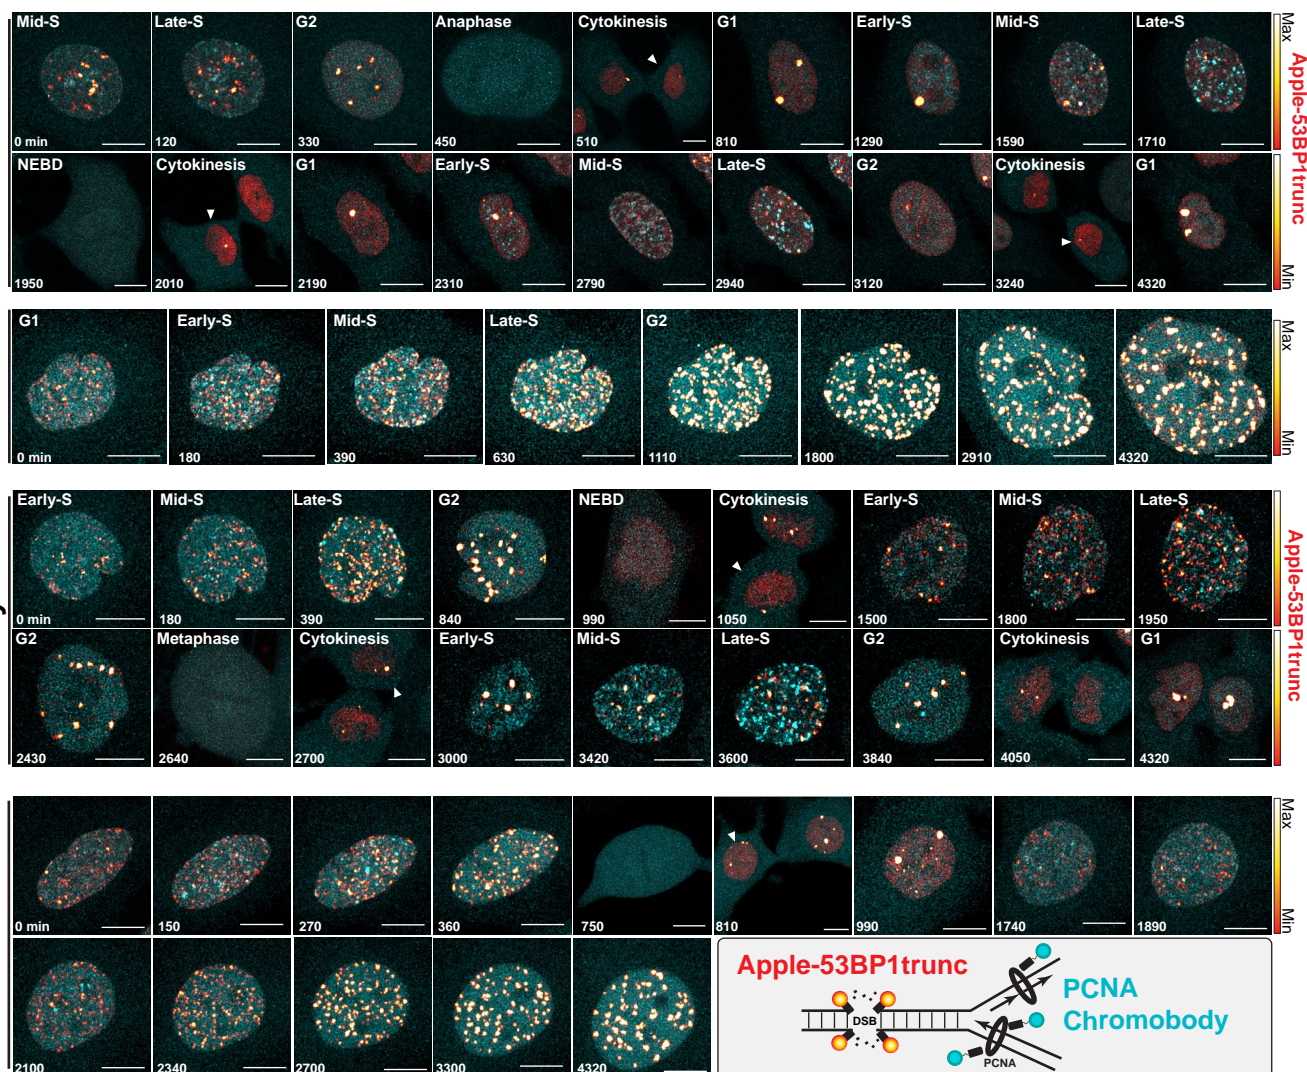 Mid-S Late-S G2 Anaphase Cytokinesis G1 Early-S Mid-S Late-S
0 min 120 330 450 510 810 1290 1590 1710
NEBD Cytokinesis G1 Early-S Mid-S Late-S G2 Cytokinesis G1
1950 2010 2190 2310 2790 2940 3120 3240 4320
Max
Min
Apple-53BP1trunc
G1 Early-S Mid-S Late-S G2
0 min 180 390 630 1110 1800 2910 4320
Max
Min
Early-S Mid-S Late-S G2 NEBD Cytokinesis Early-S Mid-S Late-S
0 min 180 390 840 990 1050 1500 1800 1950
G2 Metaphase Cytokinesis Early-S Mid-S Late-S G2 Cytokinesis G1
2430 2640 2700 3000 3420 3600 3840 4050 4320
Apple-53BP1trunc
0 min 150 270 360 750 810 990 1740 1890
Max
Min
2100 2340 2700 3300 4320
Apple-53BP1trunc
DSB
PCNA
Chromobody
PCNA